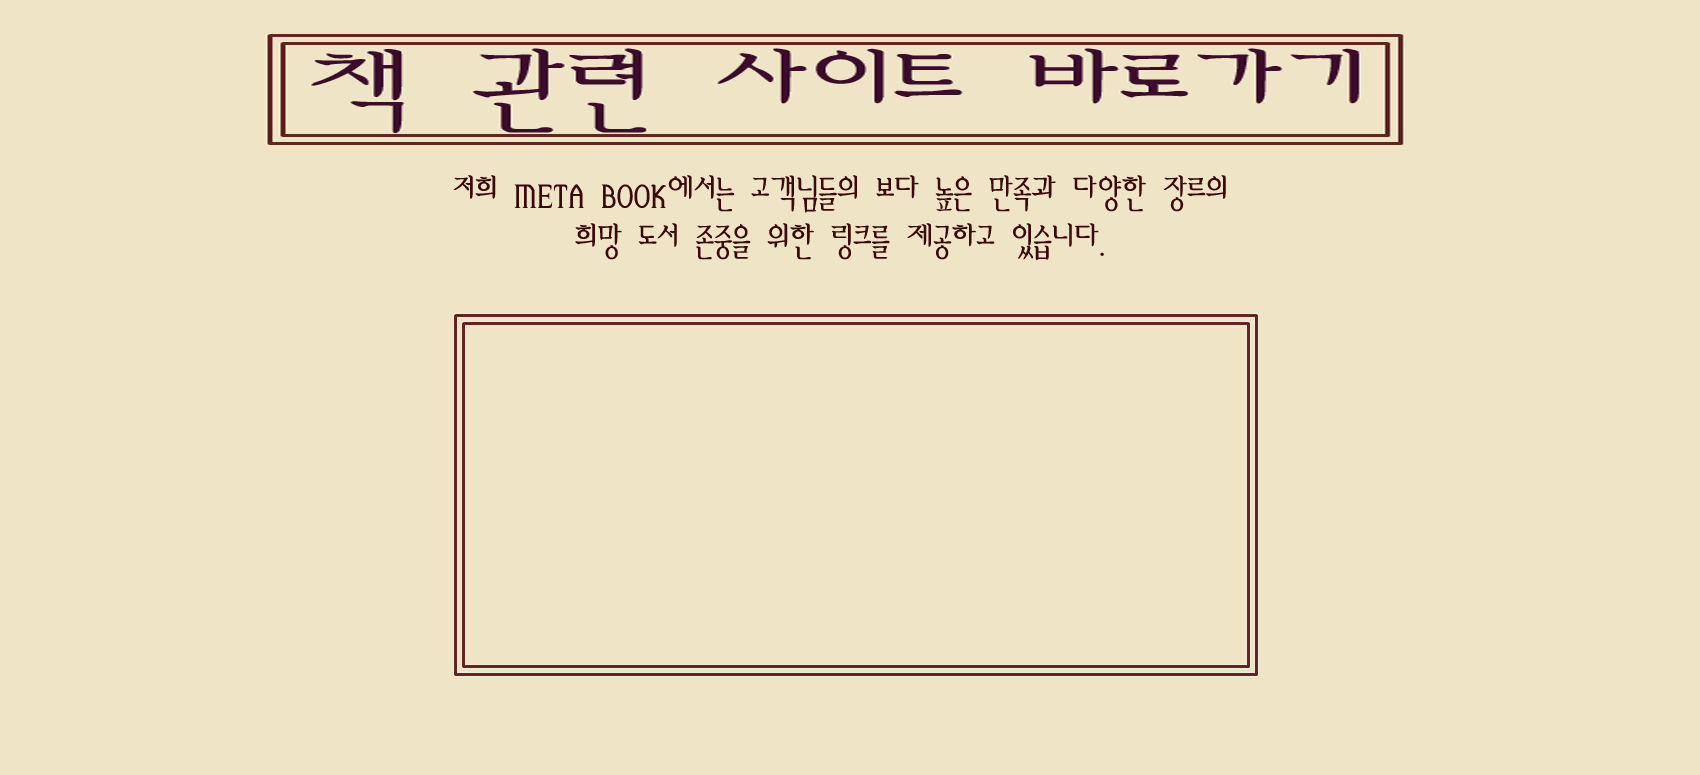 책 관련 사이트 바로가기
저희 META BOOK에서는 고객님들의 보다 높은 만족과 다양한 장르의
희망 도서 존중을 위한 링크를 제공하고 있습니다.